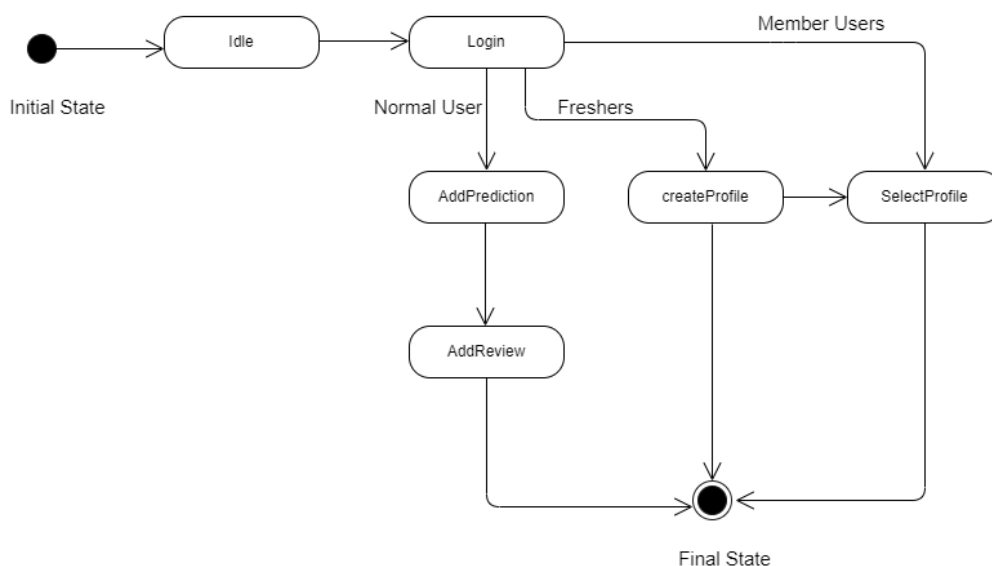 Idle
Login
Member Users
Initial State
Normal User
Freshers
AddPrediction
createProfile
SelectProfile
AddReview
Final State